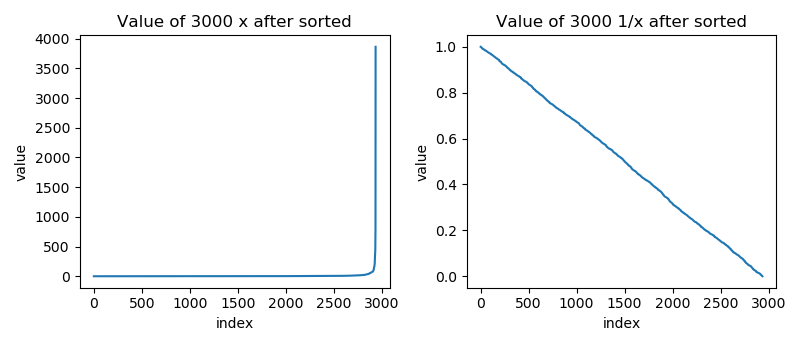 Value of 3000 x after sorted
4000
3500
3000
2500
2000
1500
1000
500
0
value
0 500 1000 1500 2000 2500 3000
index
Value of 3000 1/x after sorted
1.0
0.8
0.6
0.4
0.2
0.0
value
0 500 1000 1500 2000 2500 3000
index